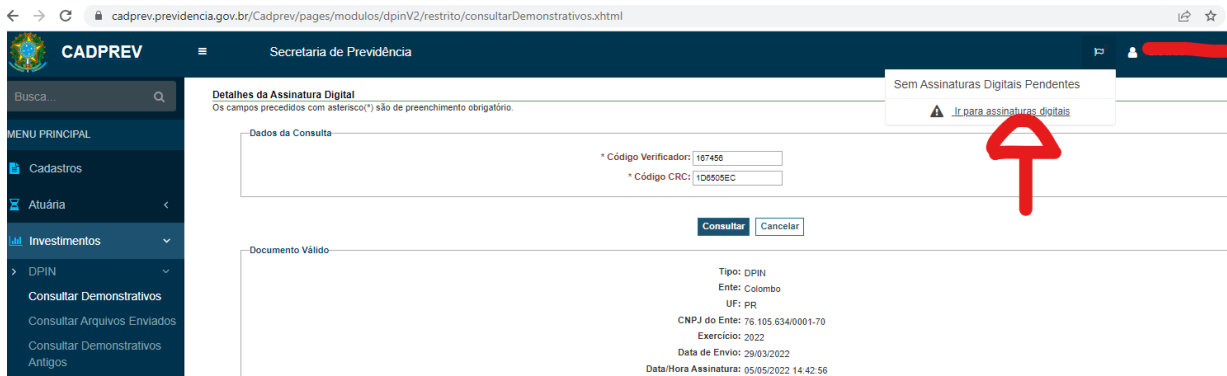 cadprev.previdencia.gov.br/Cadprev/pages/modulos/dpinV2/restrito/consultarDemonstrativos.xhtml
CADPREV
Secretaria de Previdência
Busca...
Detalhes da Assinatura Digital
Os campos precedidos com asterisco(*) são de preenchimento obrigatório.
Sem Assinaturas Digitais Pendentes
Ir para assinaturas digitais
MENU PRINCIPAL
Cadastros
Atuária
Investimentos
DPIN
Consultar Demonstrativos
Consultar Arquivos Enviados
Consultar Demonstrativos
Antigos
Dados da Consulta
* Código Verificador: 167456
* Código CRC: 1D6505EC
Consultar Cancelar
Documento Válido
Tipo: DPIN
Ente: Colombo
UF: PR
CNPJ do Ente: 76.105.634/0001-70
Exercício: 2022
Data de Envio: 29/03/2022
Data/Hora Assinatura: 05/05/2022 14:42:56